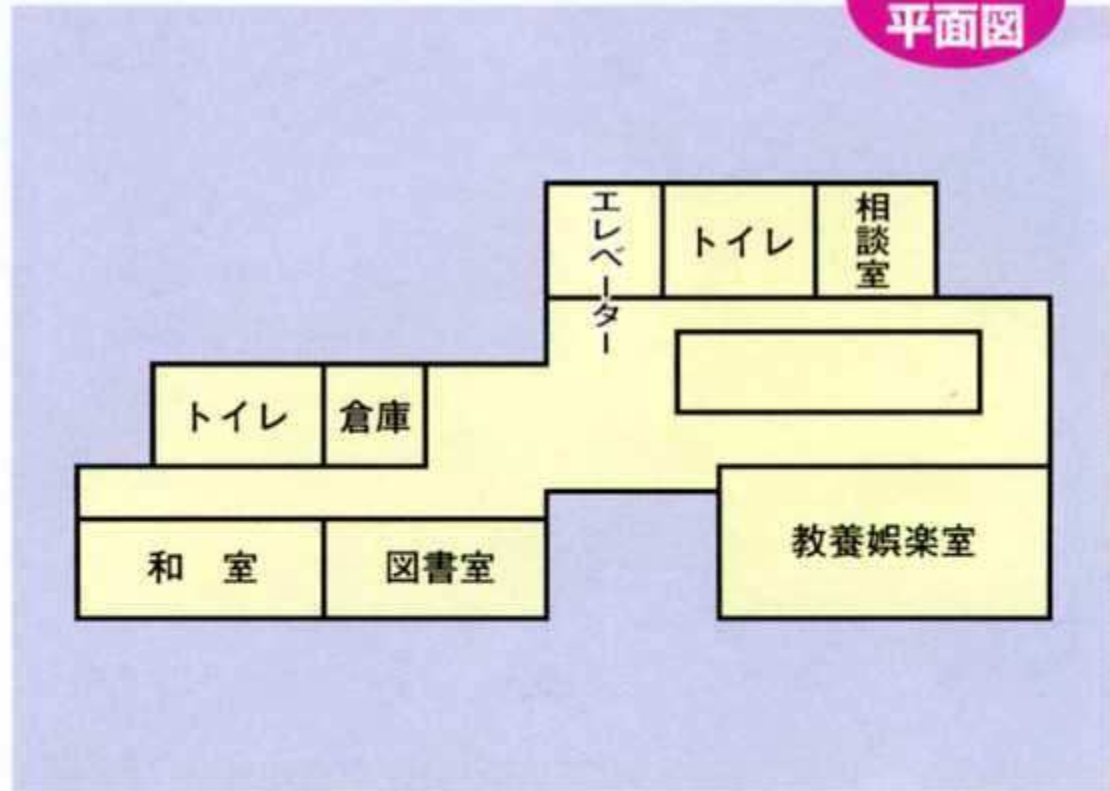 平面図
エレベーター
トイレ
相談室
トイレ
倉庫
和　室
図書室
教養娯楽室